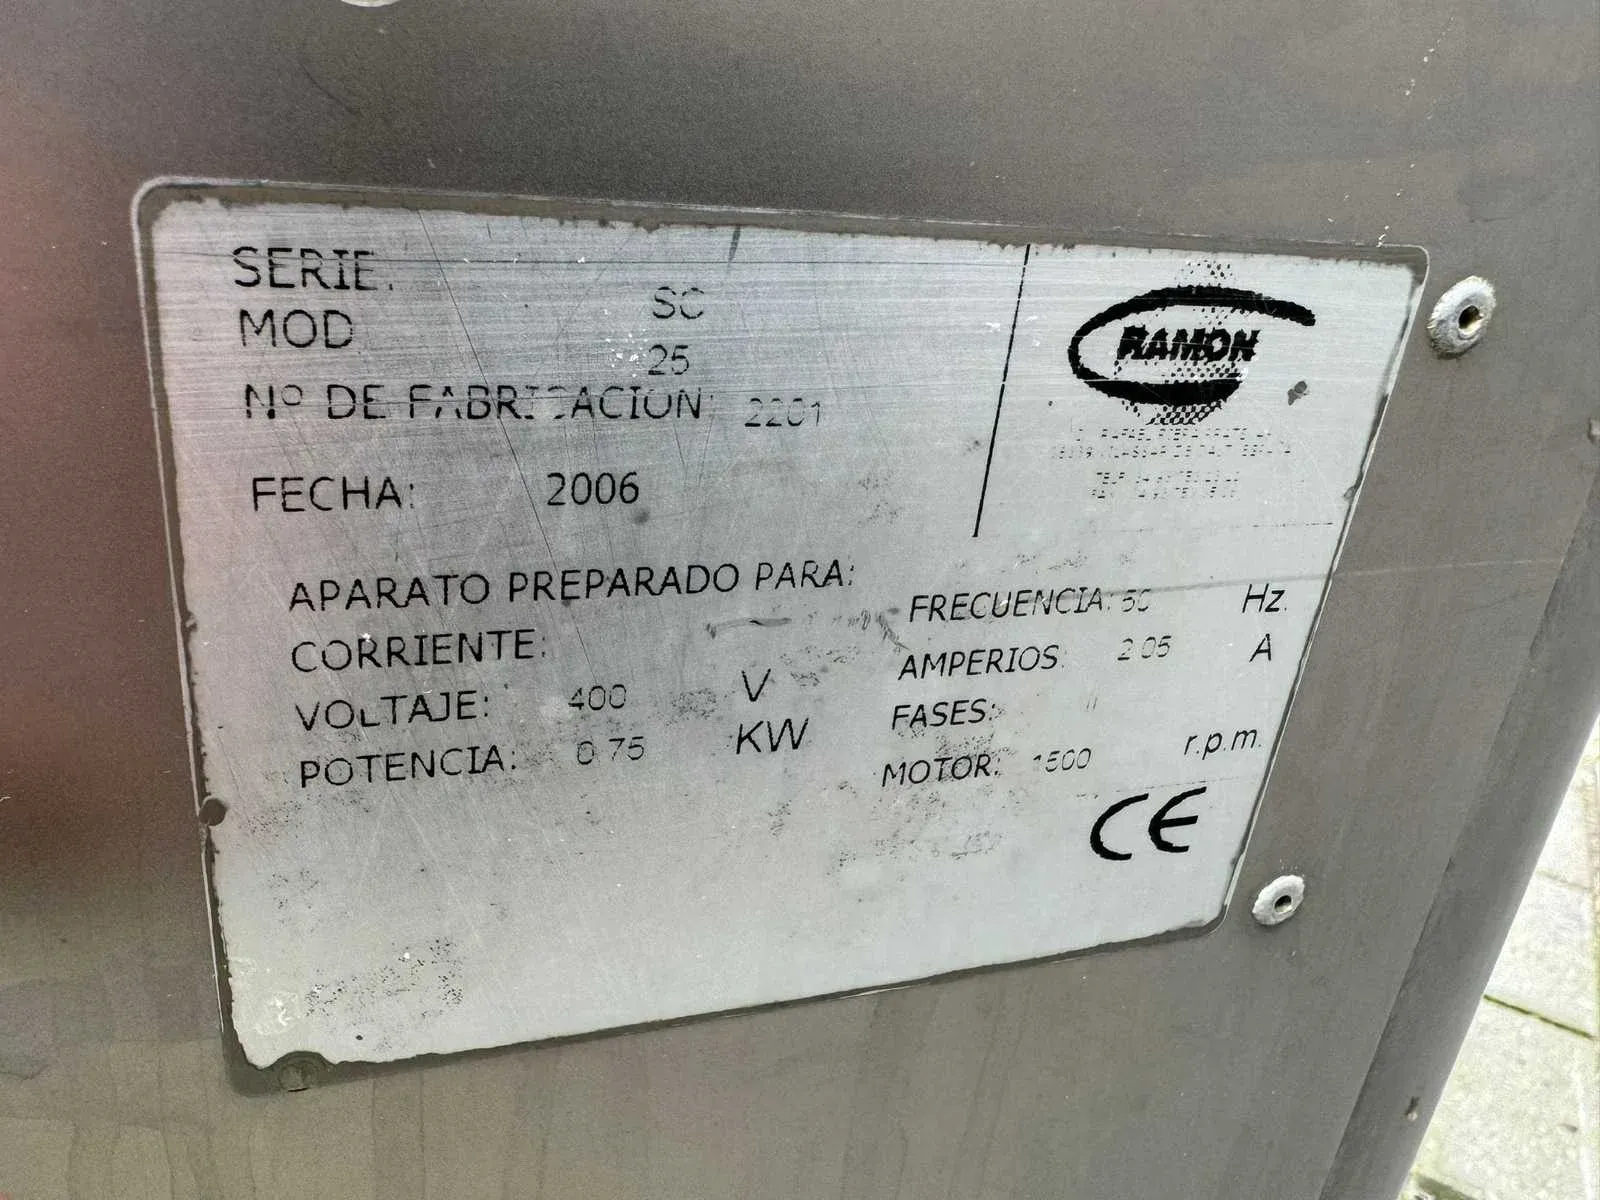 SERIE: SC
MOD 25
Nº DE FABRICACION: 2201
FECHA: 2006
RAMON
APARATO PREPARADO PARA:
CORRIENTE:
VOLTAJE: 400 V
POTENCIA: 0.75 KW
FRECUENCIA: 50 Hz.
AMPERIOS: 2.05 A
FASES:
MOTOR: 1500 r.p.m.
CE